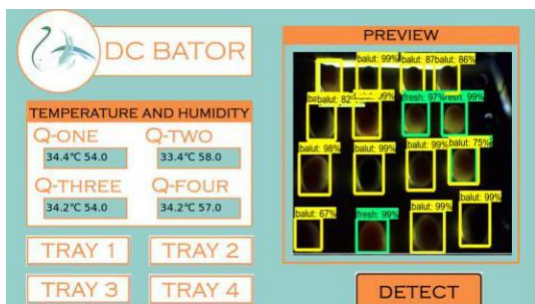 DC BATOR
TEMPERATURE AND HUMIDITY
Q-ONE Q-TWO
34.4°C 54.0 33.4°C 58.0
Q-THREE Q-FOUR
34.2°C 54.0 34.2°C 57.0
TRAY 1 TRAY 2
TRAY 3 TRAY 4
PREVIEW
balut: 99% balut: 87 balut: 86%
balut: 82 99% fresh: 97% 99%
balut: 98% balut: 99% balut: 99% balut: 75%
balut: 67% fresh: 99% balut: 99% balut: 99%
DETECT